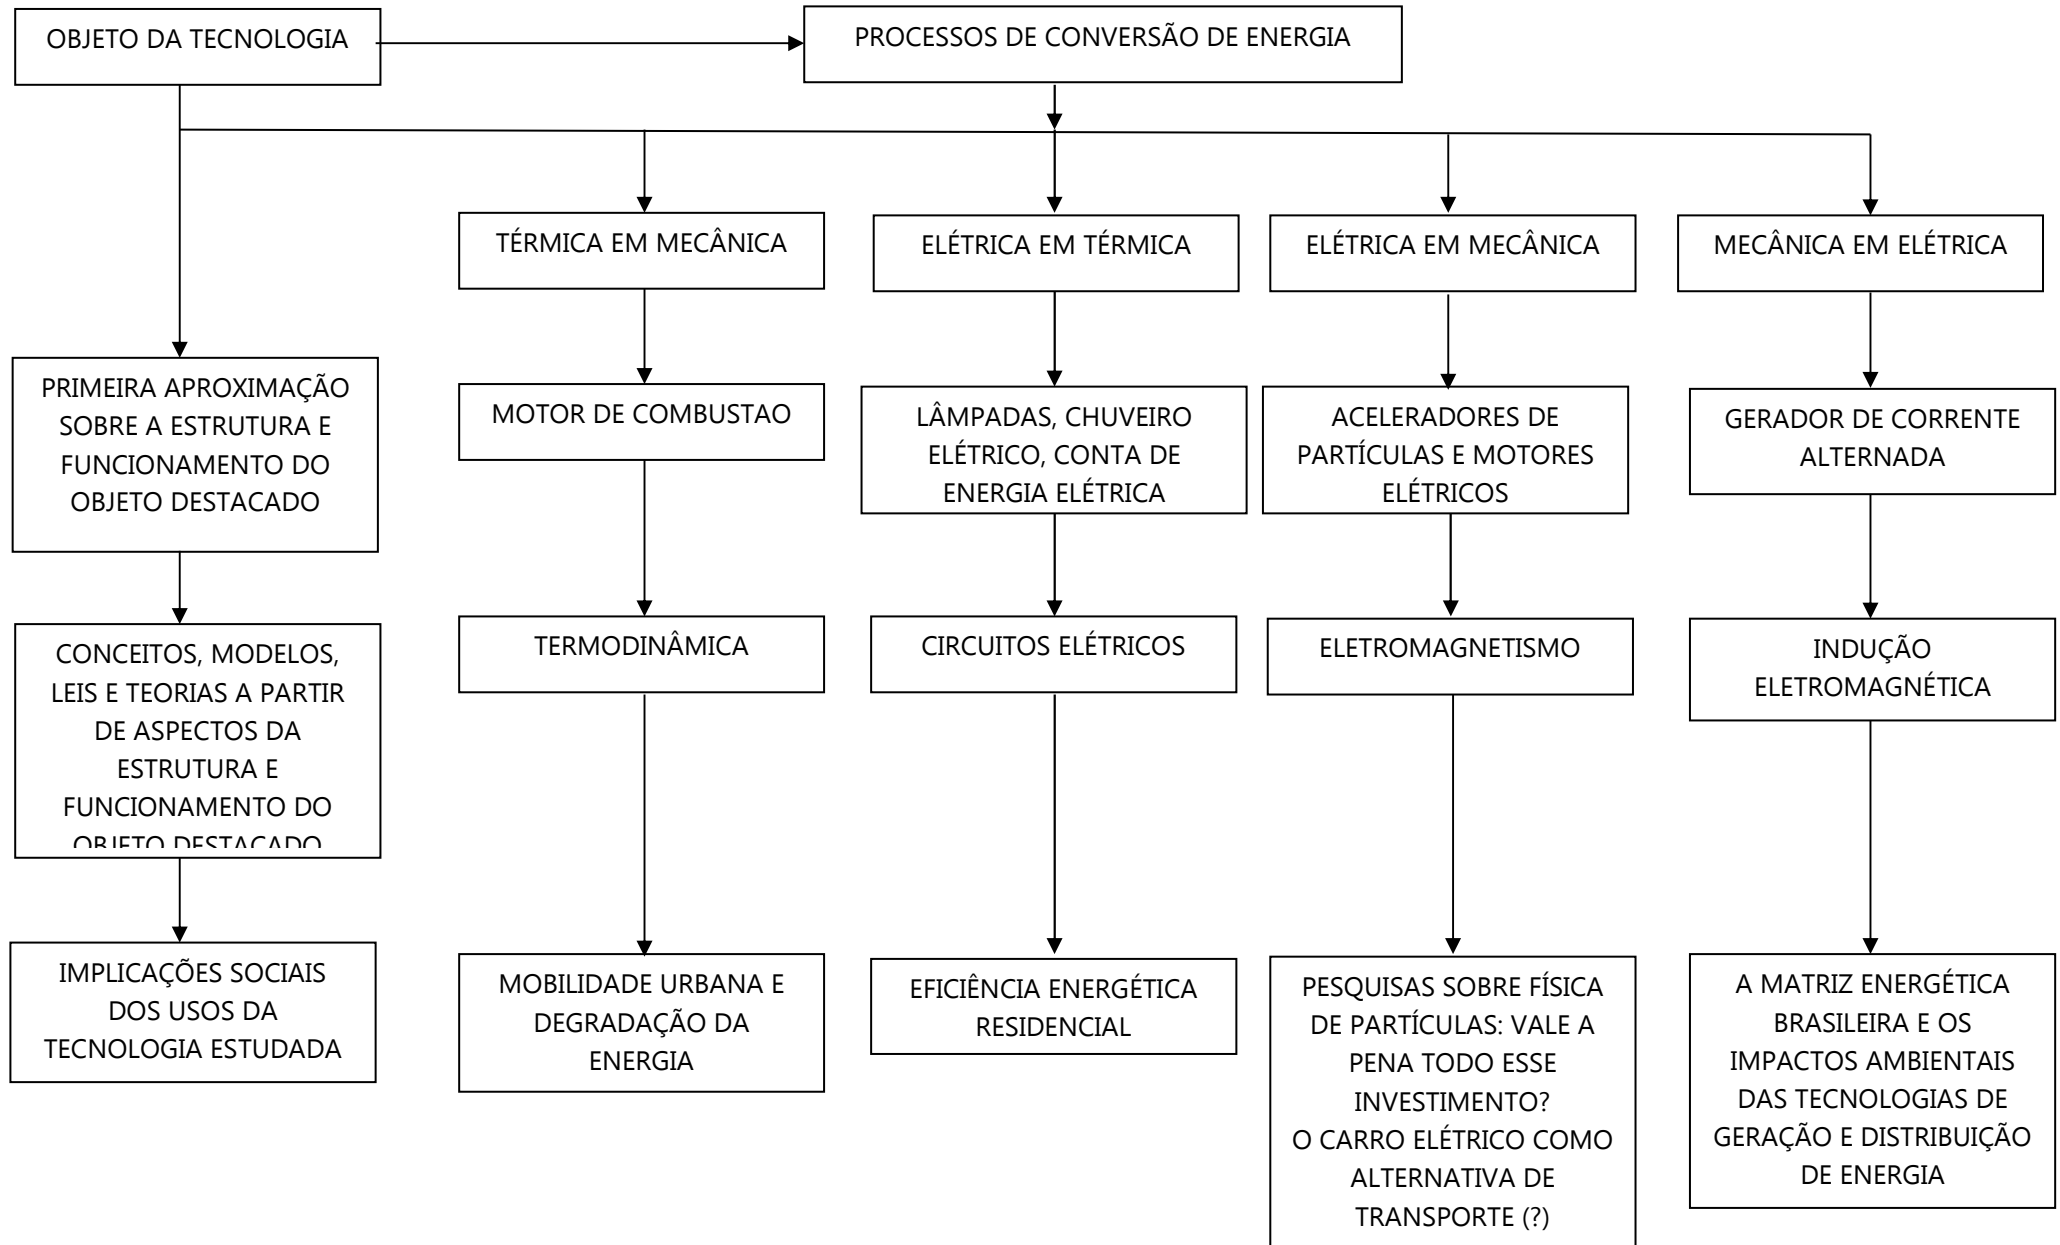 OBJETO DA TECNOLOGIA
PROCESSOS DE CONVERSÃO DE ENERGIA
TÉRMICA EM MECÂNICA
ELÉTRICA EM TÉRMICA
ELÉTRICA EM MECÂNICA
MECÂNICA EM ELÉTRICA
PRIMEIRA APROXIMAÇÃO
SOBRE A ESTRUTURA E
FUNCIONAMENTO DO
OBJETO DESTACADO
MOTOR DE COMBUSTAO
LÂMPADAS, CHUVEIRO
ELÉTRICO, CONTA DE
ENERGIA ELÉTRICA
ACELERADORES DE
PARTÍCULAS E MOTORES
ELÉTRICOS
GERADOR DE CORRENTE
ALTERNADA
CONCEITOS, MODELOS,
LEIS E TEORIAS A PARTIR
DE ASPECTOS DA
ESTRUTURA E
FUNCIONAMENTO DO
OBJETO DESTACADO
TERMODINÂMICA
CIRCUITOS ELÉTRICOS
ELETROMAGNETISMO
INDUÇÃO
ELETROMAGNÉTICA
IMPLICAÇÕES SOCIAIS
DOS USOS DA
TECNOLOGIA ESTUDADA
MOBILIDADE URBANA E
DEGRADAÇÃO DA
ENERGIA
EFICIÊNCIA ENERGÉTICA
RESIDENCIAL
PESQUISAS SOBRE FÍSICA
DE PARTÍCULAS: VALE A
PENA TODO ESSE
INVESTIMENTO?
O CARRO ELÉTRICO COMO
ALTERNATIVA DE
TRANSPORTE (?)
A MATRIZ ENERGÉTICA
BRASILEIRA E OS
IMPACTOS AMBIENTAIS
DAS TECNOLOGIAS DE
GERAÇÃO E DISTRIBUIÇÃO
DE ENERGIA